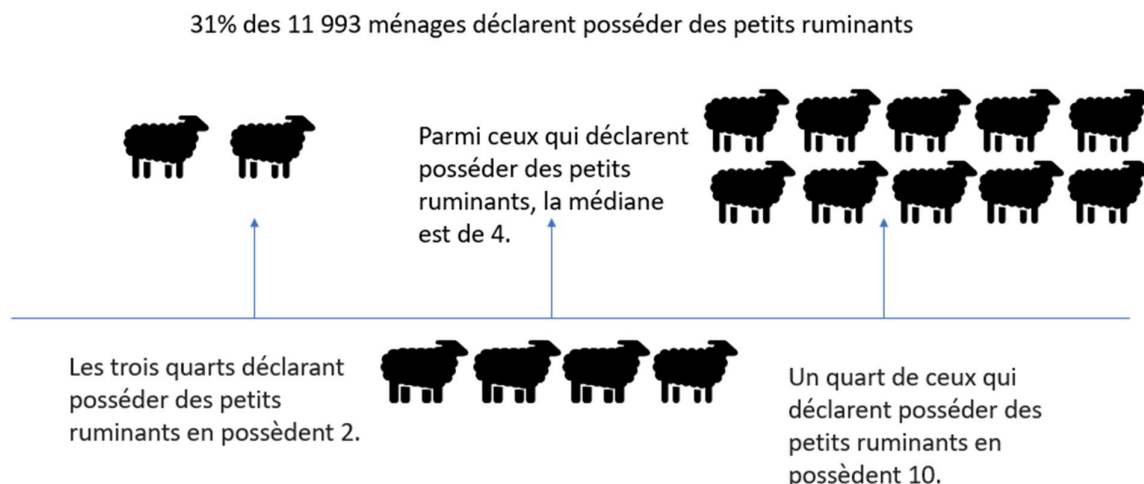 31% des 11 993 ménages déclarent posséder des petits ruminants
Parmi ceux qui déclarent
posséder des petits
ruminants, la médiane
est de 4.
Les trois quarts déclarant
posséder des petits
ruminants en possèdent 2.
Un quart de ceux qui
déclarent posséder des
petits ruminants en
possèdent 10.